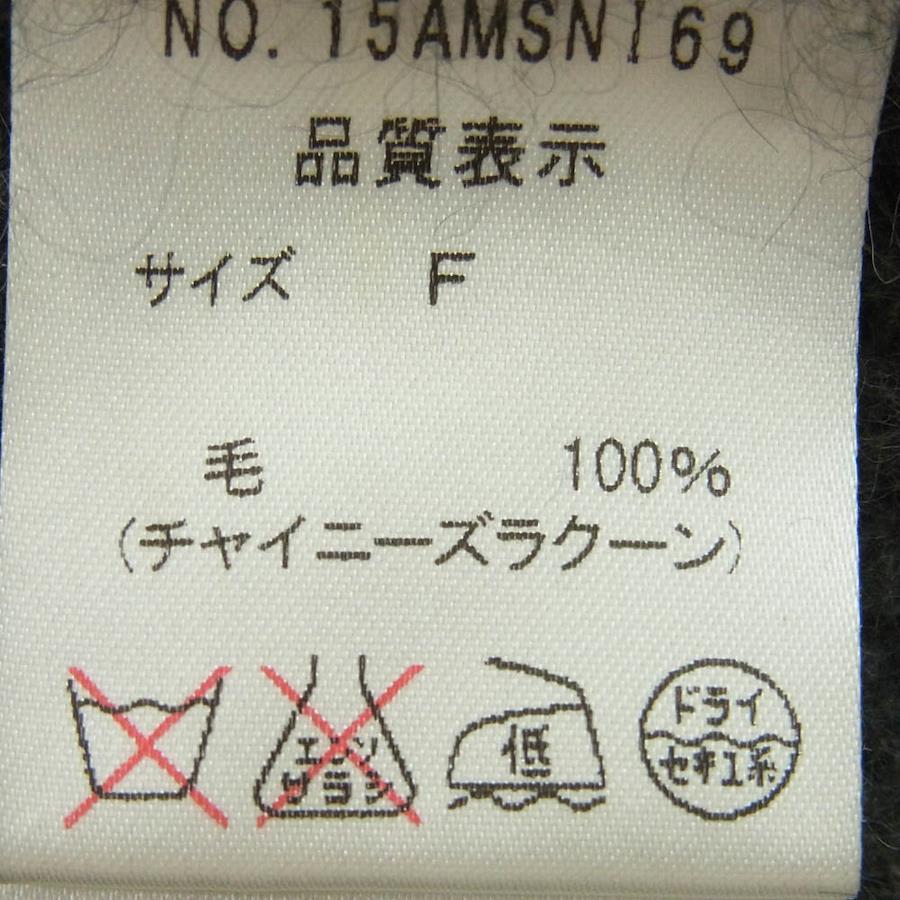 NO. 15AMSNI69
品質表示
サイズ F
毛 100%
(チャイニーズラクーン)
エンソ
サラシ
低
ドライ
セキユ系